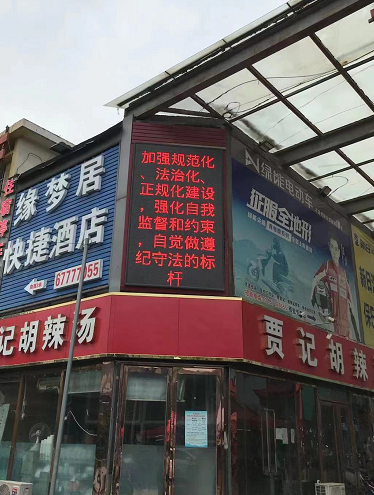 缘梦居
快捷酒店
67777055
加强规范化
、法治化、
正规化建设
，强化自我
监督和约束
，自觉做遵
纪守法的标
杆
绿能电动车
征服全地形
记胡辣汤
贾记胡辣